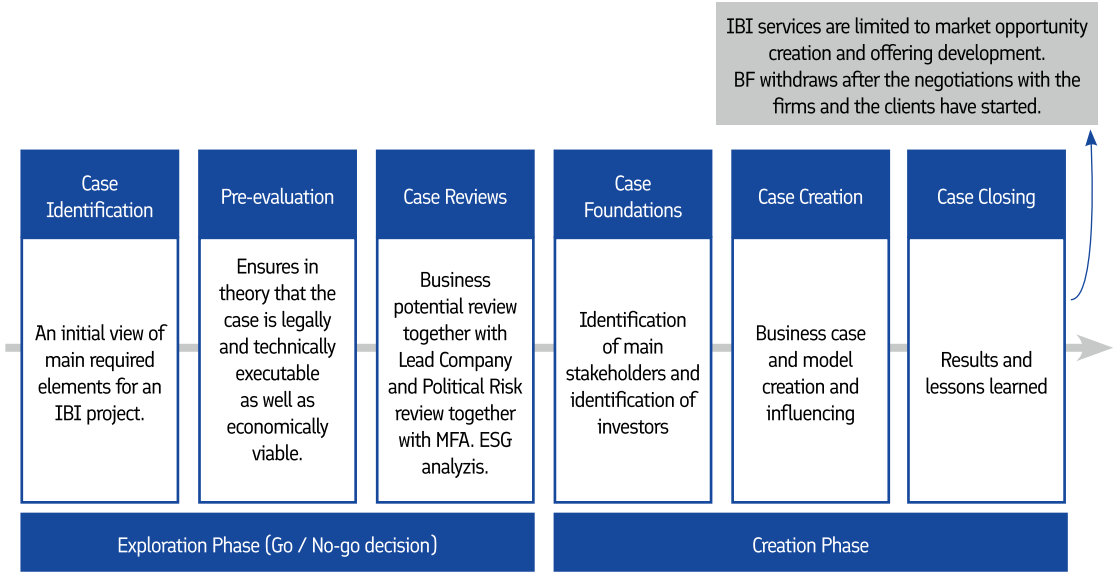 IBI services are limited to market opportunity
creation and offering development.
BF withdraws after the negotiations with the
firms and the clients have started.
Case
Identification
An initial view of
main required
elements for an
IBI project.
Pre-evaluation
Ensures in
theory that the
case is legally
and technically
executable
as well as
economically
viable.
Case Reviews
Business
potential review
together with
Lead Company
and Political Risk
review together
with MFA. ESG
analyzis.
Case
Foundations
Identification
of main
stakeholders and
identification of
investors
Case Creation
Business case
and model
creation and
influencing
Case Closing
Results and
lessons learned
Exploration Phase (Go / No-go decision)
Creation Phase